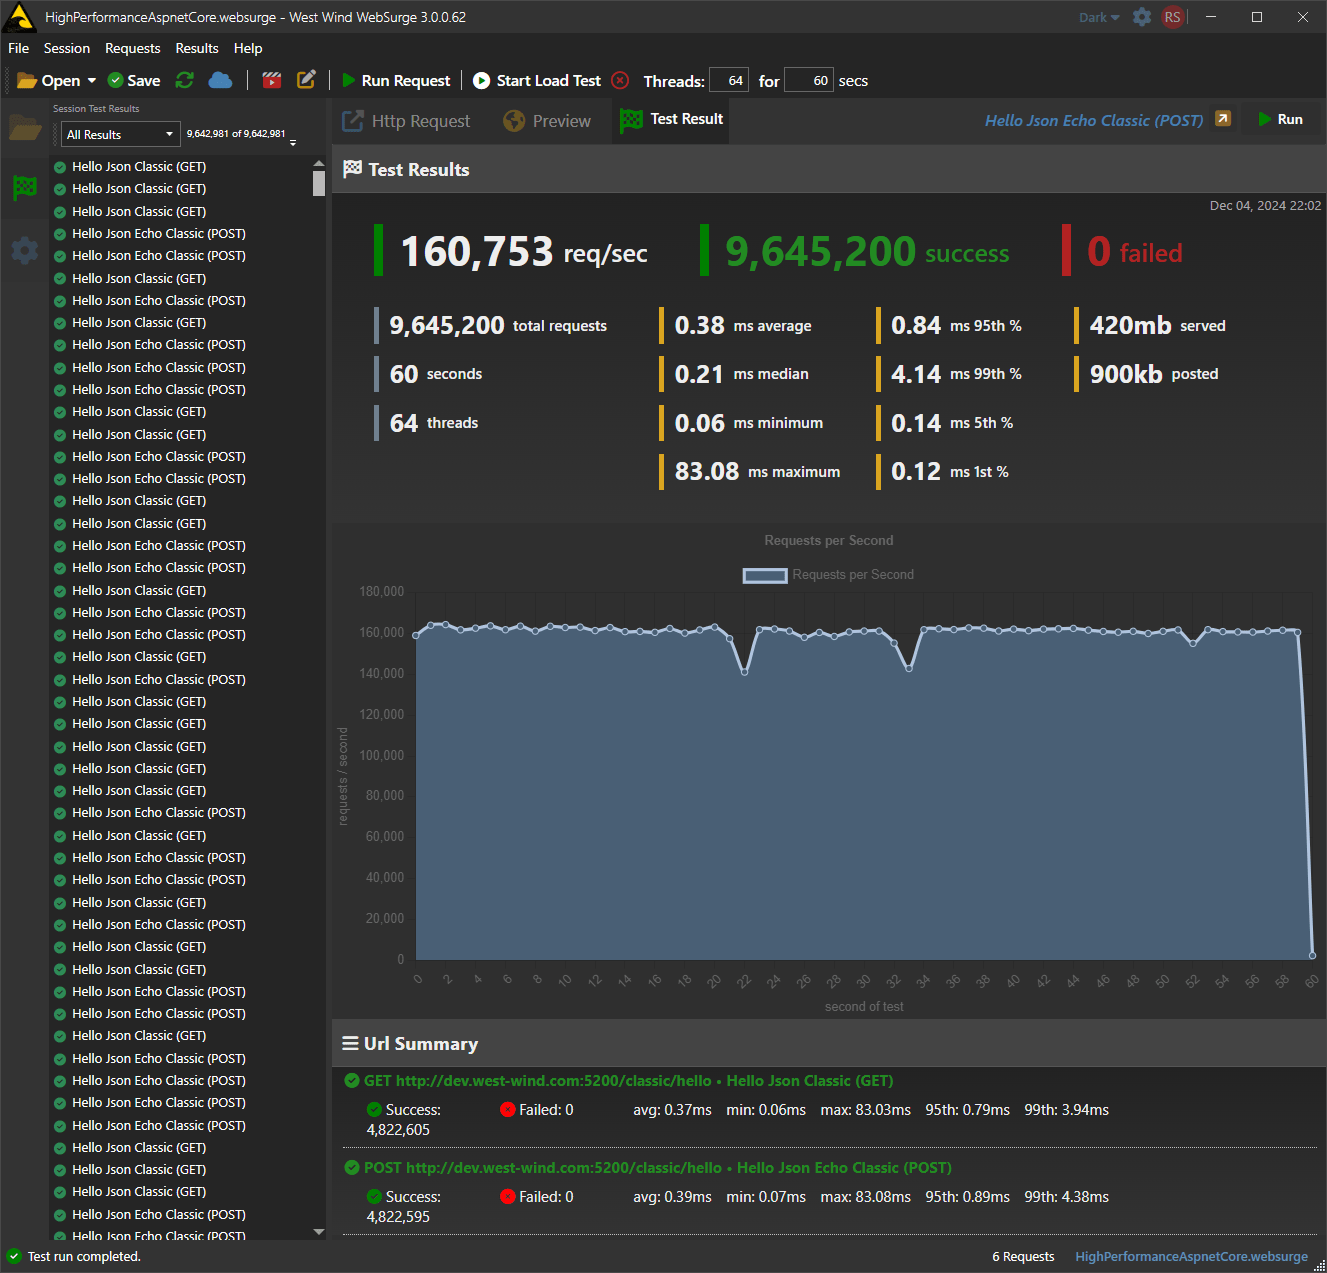 HighPerformanceAspnetCore.websurge - West Wind WebSurge 3.0.0.62
Dark
RS
File Session Requests Results Help
Open Save Run Request Start Load Test Threads: 64 for 60 secs
Session Test Results
All Results 9,642,981 of 9,642,981
Http Request Preview Test Result Hello Json Echo Classic (POST) Run
Hello Json Classic (GET)
Hello Json Classic (GET)
Hello Json Classic (GET)
Hello Json Echo Classic (POST)
Hello Json Echo Classic (POST)
Hello Json Classic (GET)
Hello Json Echo Classic (POST)
Hello Json Classic (GET)
Hello Json Echo Classic (POST)
Hello Json Echo Classic (POST)
Hello Json Echo Classic (POST)
Hello Json Classic (GET)
Hello Json Classic (GET)
Hello Json Echo Classic (POST)
Hello Json Echo Classic (POST)
Hello Json Classic (GET)
Hello Json Classic (GET)
Hello Json Echo Classic (POST)
Hello Json Echo Classic (POST)
Hello Json Classic (GET)
Hello Json Echo Classic (POST)
Hello Json Echo Classic (POST)
Hello Json Classic (GET)
Hello Json Echo Classic (POST)
Hello Json Classic (GET)
Hello Json Classic (GET)
Hello Json Classic (GET)
Hello Json Classic (GET)
Hello Json Classic (GET)
Hello Json Echo Classic (POST)
Hello Json Classic (GET)
Hello Json Echo Classic (POST)
Hello Json Echo Classic (POST)
Hello Json Classic (GET)
Hello Json Echo Classic (POST)
Hello Json Classic (GET)
Hello Json Classic (GET)
Hello Json Echo Classic (POST)
Hello Json Echo Classic (POST)
Hello Json Classic (GET)
Hello Json Echo Classic (POST)
Hello Json Echo Classic (POST)
Hello Json Echo Classic (POST)
Hello Json Echo Classic (POST)
Hello Json Classic (GET)
Hello Json Classic (GET)
Hello Json Classic (GET)
Hello Json Echo Classic (POST)
Hello Json Echo Classic (POST)
Test Results
Dec 04, 2024 22:02
160,753 req/sec 9,645,200 success 0 failed
9,645,200 total requests 0.38 ms average 0.84 ms 95th % 420mb served
60 seconds 0.21 ms median 4.14 ms 99th % 900kb posted
64 threads 0.06 ms minimum 0.14 ms 5th %
83.08 ms maximum 0.12 ms 1st %
Requests per Second
Requests per Second
180,000
160,000
140,000
120,000
100,000
80,000
60,000
40,000
20,000
0
requests / second
0 2 4 6 8 10 12 14 16 18 20 22 24 26 28 30 32 34 36 38 40 42 44 46 48 50 52 54 56 58 60
second of test
Url Summary
GET http://dev.west-wind.com:5200/classic/hello • Hello Json Classic (GET)
Success: Failed: 0 avg: 0.37ms min: 0.06ms max: 83.03ms 95th: 0.79ms 99th: 3.94ms
4,822,605
POST http://dev.west-wind.com:5200/classic/hello • Hello Json Echo Classic (POST)
Success: Failed: 0 avg: 0.39ms min: 0.07ms max: 83.08ms 95th: 0.89ms 99th: 4.38ms
4,822,595
Test run completed. 6 Requests HighPerformanceAspnetCore.websurge